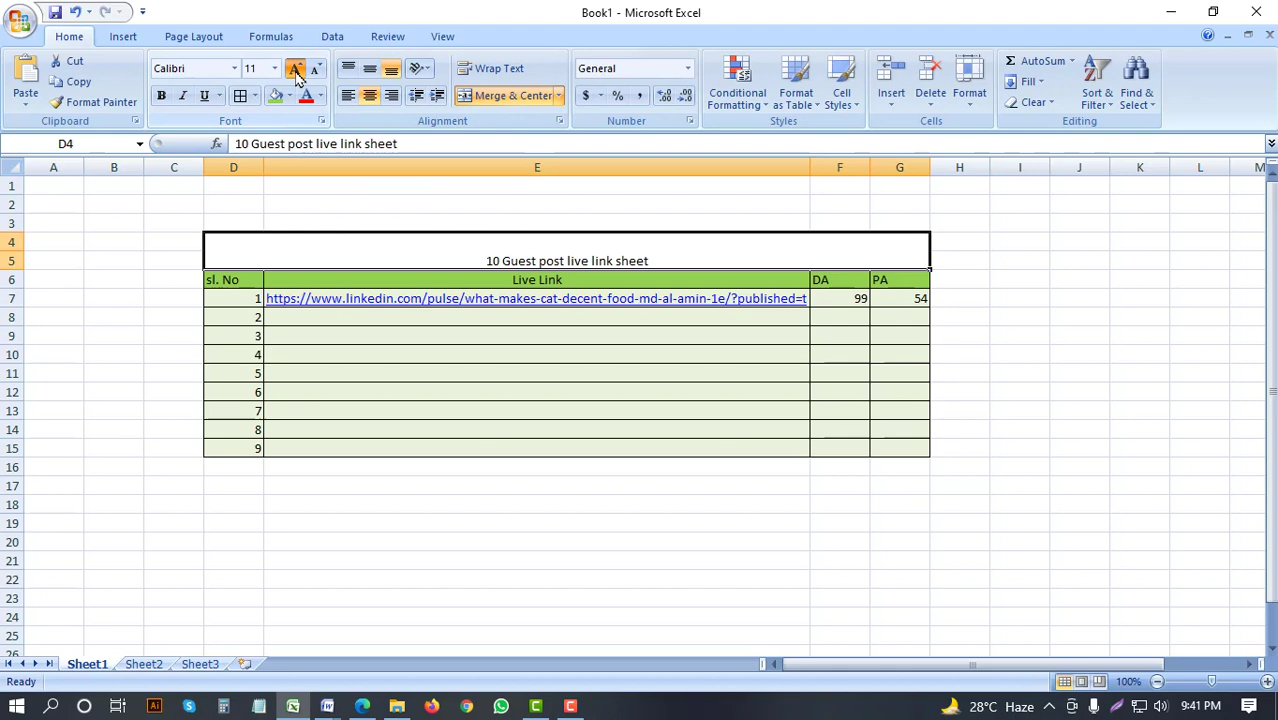 Book1 - Microsoft Excel
Home Insert Page Layout Formulas Data Review View
Paste
Cut
Copy
Format Painter
Clipboard
Calibri 11
B I U
Font
Wrap Text
Merge & Center
Alignment
General
$ % ,
Number
Conditional Formatting
Format as Table
Cell Styles
Styles
Insert Delete Format
Cells
AutoSum
Fill
Clear
Sort & Filter
Find & Select
Editing
D4 fx 10 Guest post live link sheet
A B C D E F G H I J K L M
1
2
3
4
5 10 Guest post live link sheet
6 sl. No Live Link DA PA
7 1 https://www.linkedin.com/pulse/what-makes-cat-decent-food-md-al-amin-1e/?published=t 99 54
8 2
9 3
10 4
11 5
12 6
13 7
14 8
15 9
16
17
18
19
20
21
22
23
24
25
26
Sheet1 Sheet2 Sheet3
Ready 100%
28°C Haze 9:41 PM